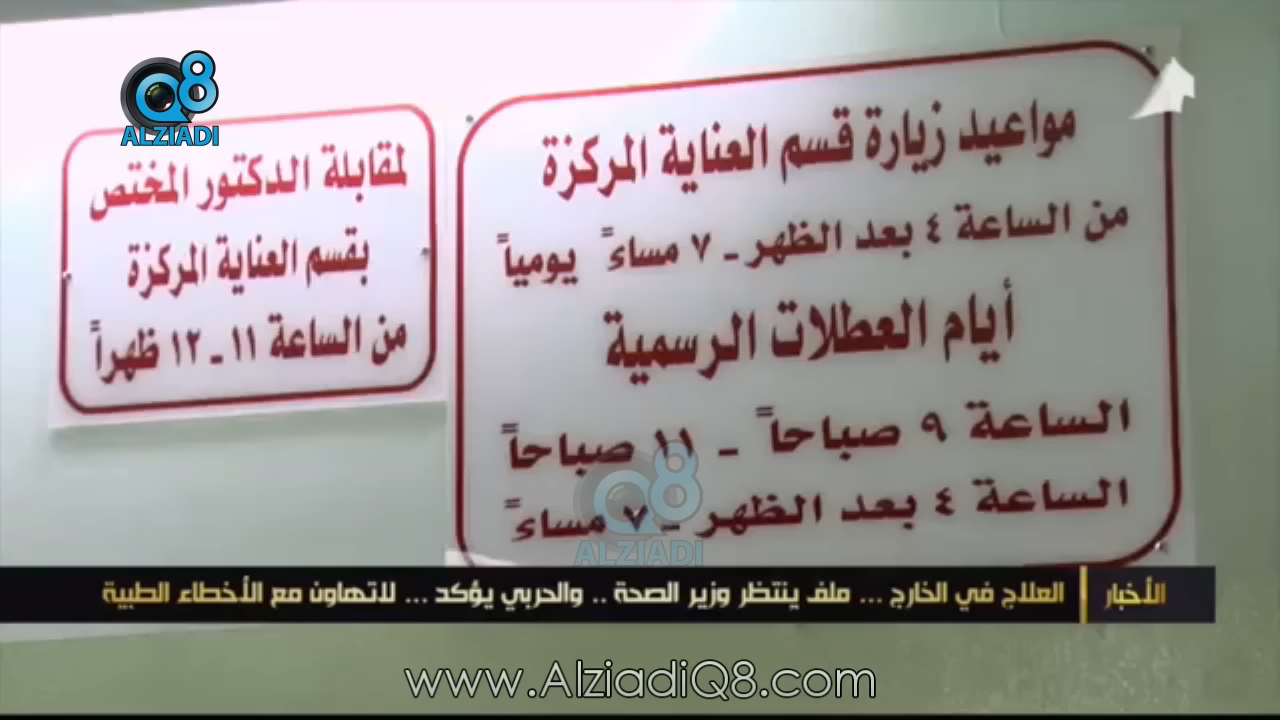 Q8
ALZIADI
مواعيد زيارة قسم العناية المركزة
من الساعة ٤ بعد الظهر ـ ٧ مساءً يومياً
أيام العطلات الرسمية
الساعة ٩ صباحاً ـ ١١ صباحاً
الساعة ٤ بعد الظهر ـ ٧ مساءً
لمقابلة الدكتور المختص
بقسم العناية المركزة
من الساعة ١١ ـ ١٢ ظهراً
Q8
ALZIADI
الأخبار
العلاج في الخارج ... ملف ينتظر وزير الصحة .. والحربي يؤكد ... لاتهاون مع الأخطاء الطبية
www.AlziadiQ8.com